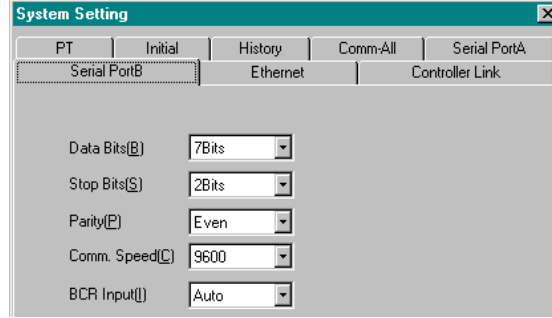 System Setting
PT Initial History Comm-All Serial PortA
Serial PortB Ethernet Controller Link
Data Bits(B) 7Bits
Stop Bits(S) 2Bits
Parity(P) Even
Comm. Speed(C) 9600
BCR Input(I) Auto